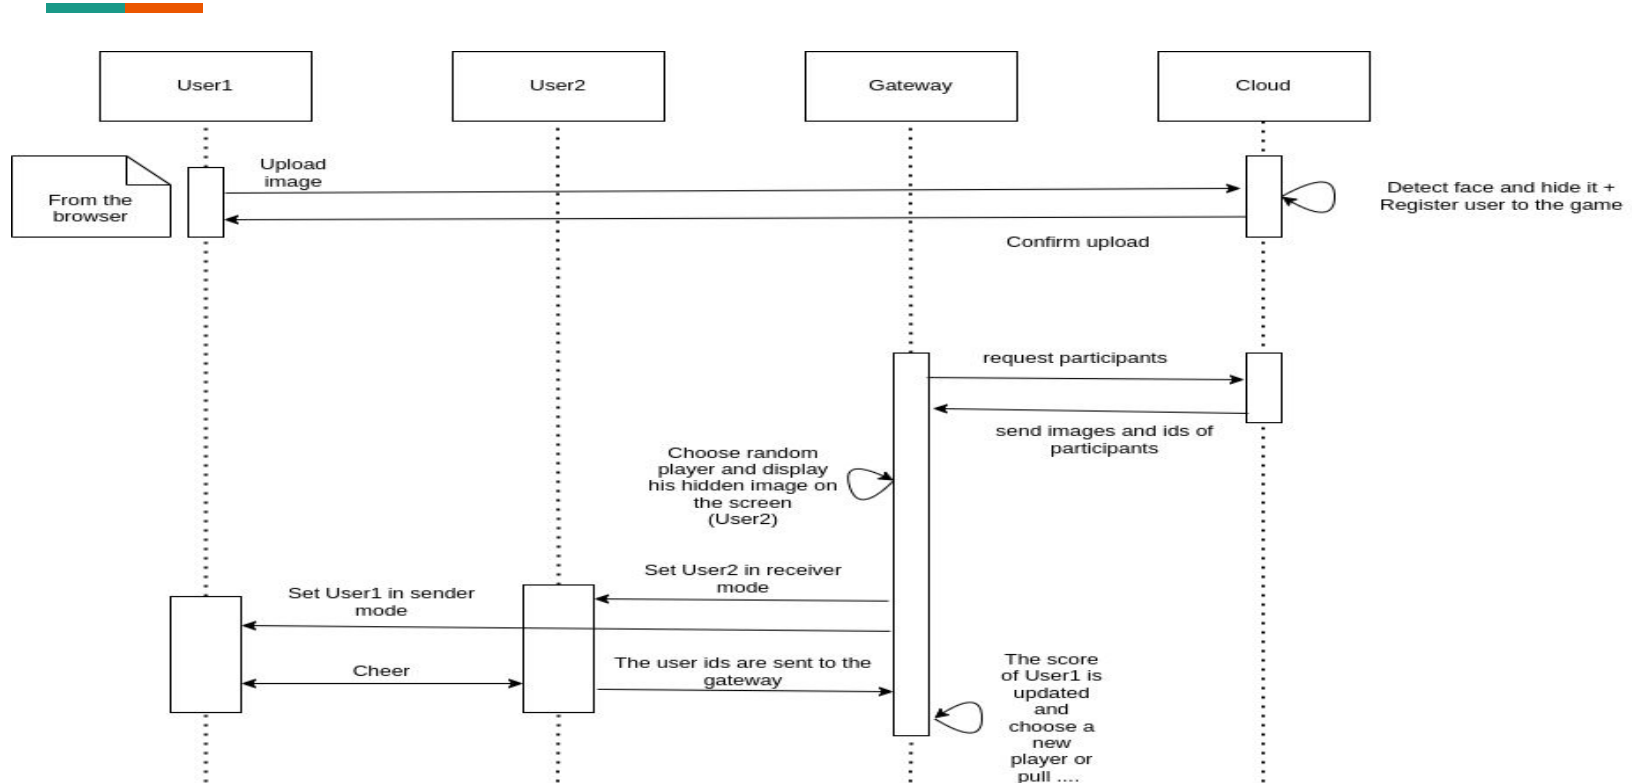 User1
User2
Gateway
Cloud
From the
browser
Upload
image
Detect face and hide it +
Register user to the game
Confirm upload
request participants
send images and ids of
participants
Choose random
player and display
his hidden image on
the screen
(User2)
Set User2 in receiver
mode
Set User1 in sender
mode
Cheer
The user ids are sent to the
gateway
The score
of User1 is
updated
and
choose a
new
player or
pull ....